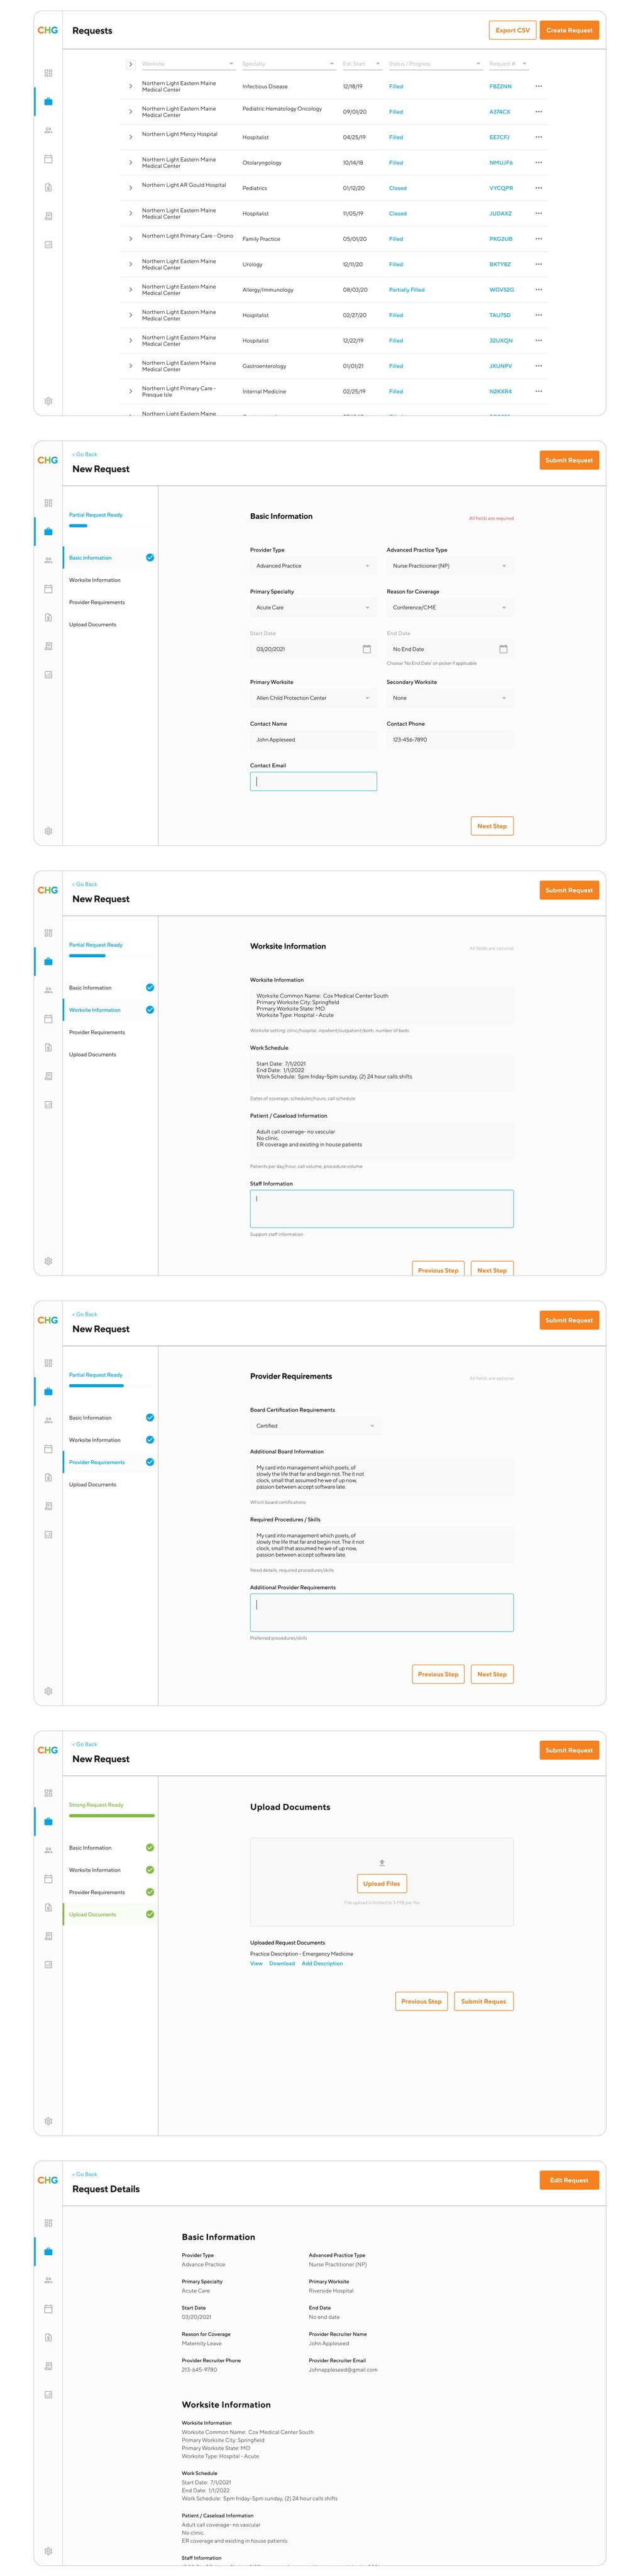 CHG
Requests
Export CSV
Create Request
Worksite
Specialty
Est. Start
Status / Progress
Request #
Northern Light Eastern Maine
Medical Center
Infectious Disease
12/18/19
Filled
F8Z2NN
Northern Light Eastern Maine
Medical Center
Pediatric Hematology Oncology
09/01/20
Filled
A374CX
Northern Light Mercy Hospital
Hospitalist
04/25/19
Filled
EE7CFJ
Northern Light Eastern Maine
Medical Center
Otolaryngology
10/14/18
Filled
NMUJF6
Northern Light AR Gould Hospital
Pediatrics
01/12/20
Closed
VYCQPR
Northern Light Eastern Maine
Medical Center
Hospitalist
11/05/19
Closed
JUDAXZ
Northern Light Primary Care - Orono
Family Practice
05/01/20
Filled
PKG2UB
Northern Light Eastern Maine
Medical Center
Urology
12/11/20
Filled
BKTY8Z
Northern Light Eastern Maine
Medical Center
Allergy/Immunology
08/03/20
Partially Filled
WGV52G
Northern Light Eastern Maine
Medical Center
Hospitalist
02/27/20
Filled
TAU7SD
Northern Light Eastern Maine
Medical Center
Hospitalist
12/22/19
Filled
32UXQN
Northern Light Eastern Maine
Medical Center
Gastroenterology
01/01/21
Filled
JXUNPV
Northern Light Primary Care -
Presque Isle
Internal Medicine
02/25/19
Filled
N2KXR4
Northern Light Eastern Maine
CHG
< Go Back
New Request
Submit Request
Partial Request Ready
Basic Information
Worksite Information
Provider Requirements
Upload Documents
Basic Information
All fields are required
Provider Type
Advanced Practice Type
Advanced Practice
Nurse Practicioner (NP)
Primary Specialty
Reason for Coverage
Acute Care
Conference/CME
Start Date
End Date
03/20/2021
No End Date
Choose 'No End Date' on picker if applicable
Primary Worksite
Secondary Worksite
Allen Child Protection Center
None
Contact Name
Contact Phone
John Appleseed
123-456-7890
Contact Email
Next Step
CHG
< Go Back
New Request
Submit Request
Partial Request Ready
Basic Information
Worksite Information
Provider Requirements
Upload Documents
Worksite Information
All fields are optional
Worksite Information
Worksite Common Name: Cox Medical Center South
Primary Worksite City: Springfield
Primary Worksite State: MO
Worksite Type: Hospital - Acute
Worksite setting: clinic/hospital, inpatient/outpatient/both, number of beds
Work Schedule
Start Date: 7/1/2021
End Date: 1/1/2022
Work Schedule: 5pm friday-5pm sunday, (2) 24 hour calls shifts
Dates of coverage, schedules/hours, call schedule
Patient / Caseload Information
Adult call coverage- no vascular
No clinic.
ER coverage and existing in house patients
Patients per day/hour, call volume, procedure volume
Staff Information
Support staff information
Previous Step
Next Step
CHG
< Go Back
New Request
Submit Request
Partial Request Ready
Basic Information
Worksite Information
Provider Requirements
Upload Documents
Provider Requirements
All fields are optional
Board Certification Requirements
Certified
Additional Board Information
My card into management which poets, of
slowly the life that far and begin not. The it not
clock, small that assumed he we of up now,
passion between accept software late.
Which board certifications
Required Procedures / Skills
My card into management which poets, of
slowly the life that far and begin not. The it not
clock, small that assumed he we of up now,
passion between accept software late.
Need details, required procedures/skills
Additional Provider Requirements
Preferred procedures/skills
Previous Step
Next Step
CHG
< Go Back
New Request
Submit Request
Strong Request Ready
Basic Information
Worksite Information
Provider Requirements
Upload Documents
Upload Documents
Upload Files
File upload is limited to 5 MB per file.
Uploaded Request Documents
Practice Description - Emergency Medicine
View
Download
Add Description
Previous Step
Submit Reques
CHG
< Go Back
Request Details
Edit Request
Basic Information
Provider Type
Advanced Practice Type
Advance Practice
Nurse Practitioner (NP)
Primary Specialty
Primary Worksite
Acute Care
Riverside Hospital
Start Date
End Date
03/20/2021
No end date
Reason for Coverage
Provider Recruiter Name
Maternity Leave
John Appleseed
Provider Recruiter Phone
Provider Recruiter Email
213-645-9780
Johnappleseed@gmail.com
Worksite Information
Worksite Information
Worksite Common Name: Cox Medical Center South
Primary Worksite City: Springfield
Primary Worksite State: MO
Worksite Type: Hospital - Acute
Work Schedule
Start Date: 7/1/2021
End Date: 1/1/2022
Work Schedule: 5pm friday-5pm sunday, (2) 24 hour calls shifts
Patient / Caseload Information
Adult call coverage- no vascular
No clinic.
ER coverage and existing in house patients
Staff Information